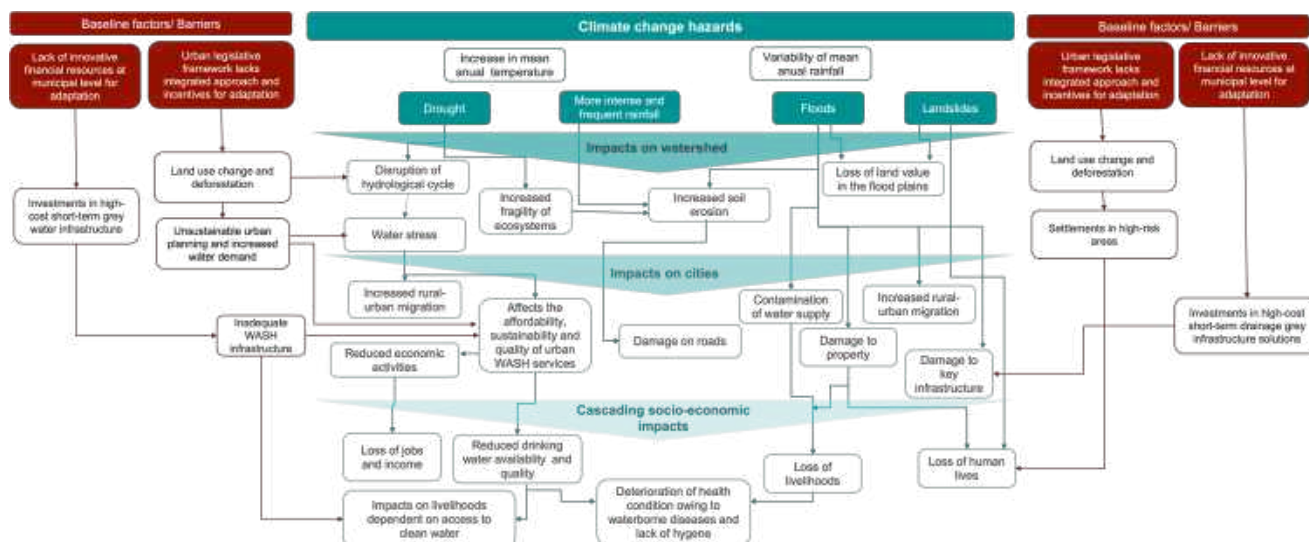 Baseline factors/ Barriers
Climate change hazards
Baseline factors/ Barriers
Lack of innovative
financial resources at
municipal level for
adaptation
Urban legislative
framework lacks
integrated approach and
incentives for adaptation
Increase in mean
anual temperature
Variability of mean
anual rainfall
Urban legislative
framework lacks
integrated approach and
incentives for adaptation
Lack of innovative
financial resources at
municipal level for
adaptation
Drought
More intense and
frequent rainfall
Floods
Landslides
Impacts on watershed
Land use change and
deforestation
Disruption of
hydrological cycle
Loss of land value
in the flood plains
Land use change and
deforestation
Investments in high-
cost short-term grey
water infrastructure
Increased
fragility of
ecosystems
Increased soil
erosion
Unsustainable urban
planning and increased
water demand
Water stress
Settlements in high-risk
areas
Impacts on cities
Increased rural-
urban migration
Affects the
affordability,
sustainability and
quality of urban
WASH services
Contamination
of water supply
Increased rural-
urban migration
Inadequate
WASH
infrastructure
Reduced economic
activities
Damage on roads
Damage to
property
Damage to
key
infrastructure
Investments in high-cost
short-term drainage grey
infrastructure solutions
Cascading socio-economic
impacts
Loss of jobs
and income
Reduced drinking
water availablity and
quality
Loss of
livelihoods
Loss of human
lives
Impacts on livelihoods
dependent on access to
clean water
Deterioration of health
condition owing to
waterborne diseases and
lack of hygene